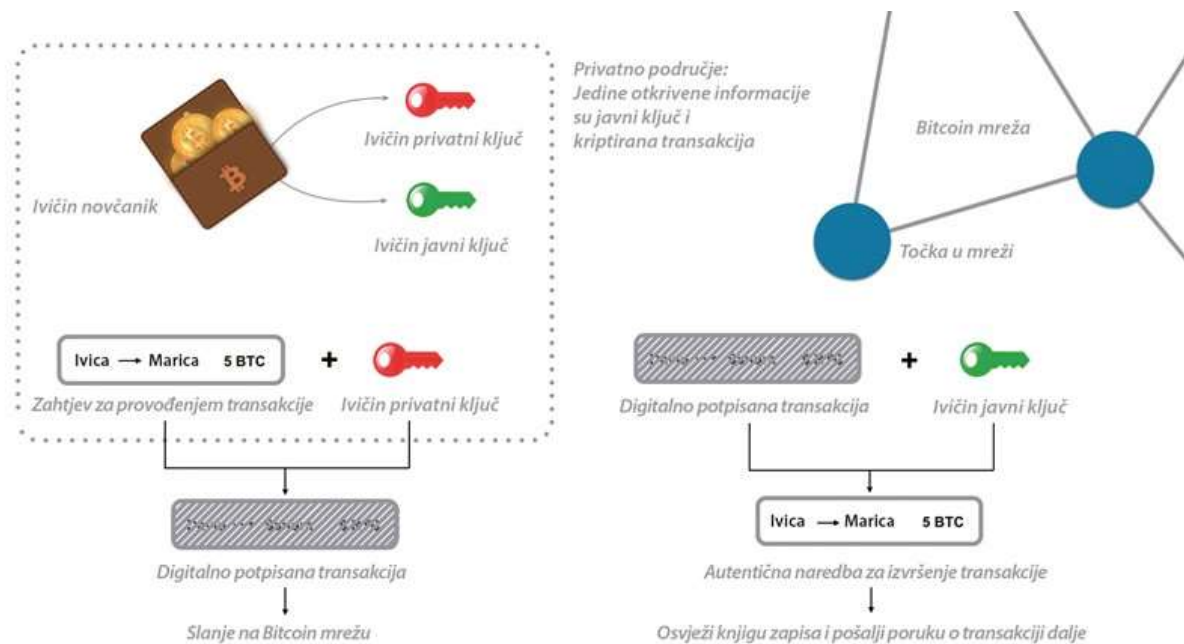 Ivičin novčanik
Ivičin privatni ključ
Ivičin javni ključ
Ivica → Marica 5 BTC
+
Zahtjev za provođenjem transakcije
Ivičin privatni ključ
Digitalno potpisana transakcija
Slanje na Bitcoin mrežu
Privatno područje:
Jedine otkrivene informacije
su javni ključ i
kriptirana transakcija
Bitcoin mreža
Točka u mreži
+
Digitalno potpisana transakcija
Ivičin javni ključ
Ivica → Marica 5 BTC
Autentična naredba za izvršenje transakcije
Osvježi knjigu zapisa i pošalji poruku o transakciji dalje